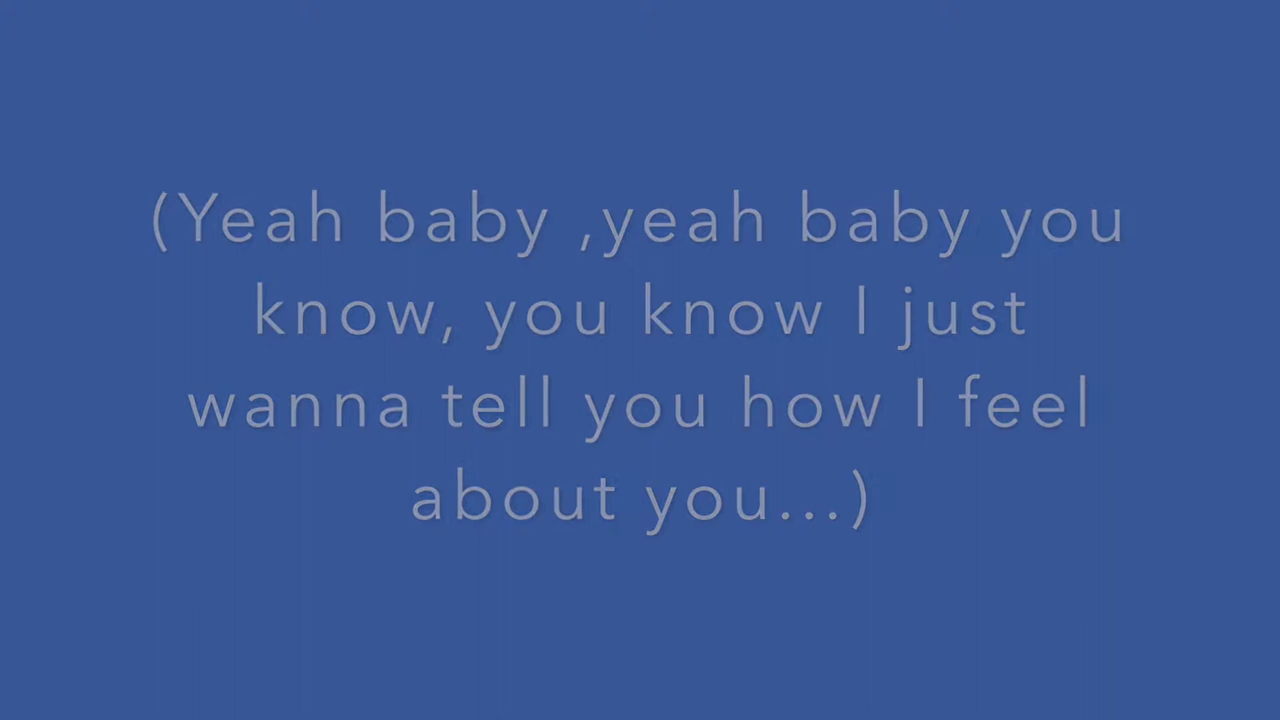 (Yeah baby ,yeah baby you
know, you know I just
wanna tell you how I feel
about you...)